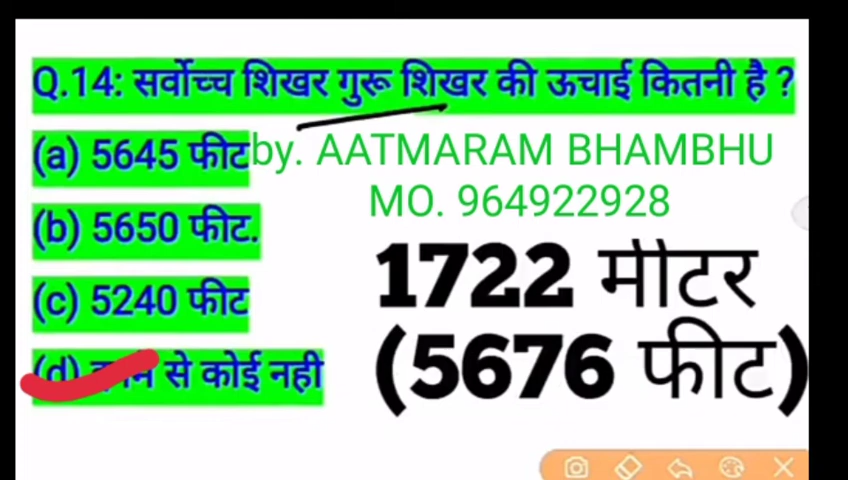 Q.14: सर्वोच्च शिखर गुरू शिखर की ऊचाई कितनी है ?
(a) 5645 फीट
by. AATMARAM BHAMBHU
MO. 964922928
(b) 5650 फीट.
1722 मीटर
(c) 5240 फीट
(5676 फीट)
(d) से कोई नही